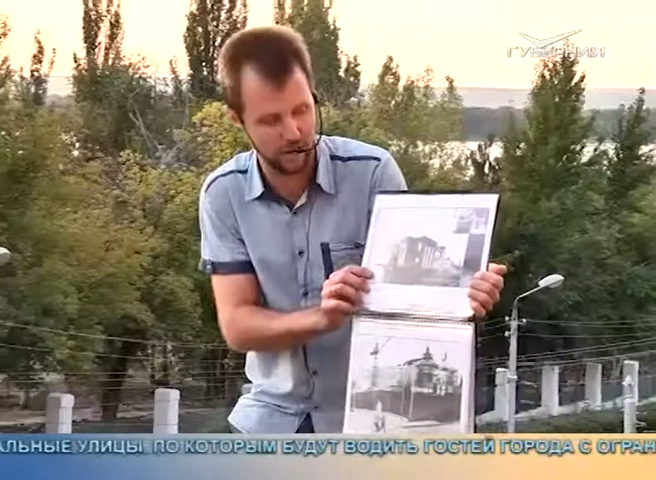 ГУБЕРНИЯ
АЛЬНЫЕ УЛИЦЫ, ПО КОТОРЫМ БУДУТ ВОДИТЬ ГОСТЕЙ ГОРОДА С ОГРАН